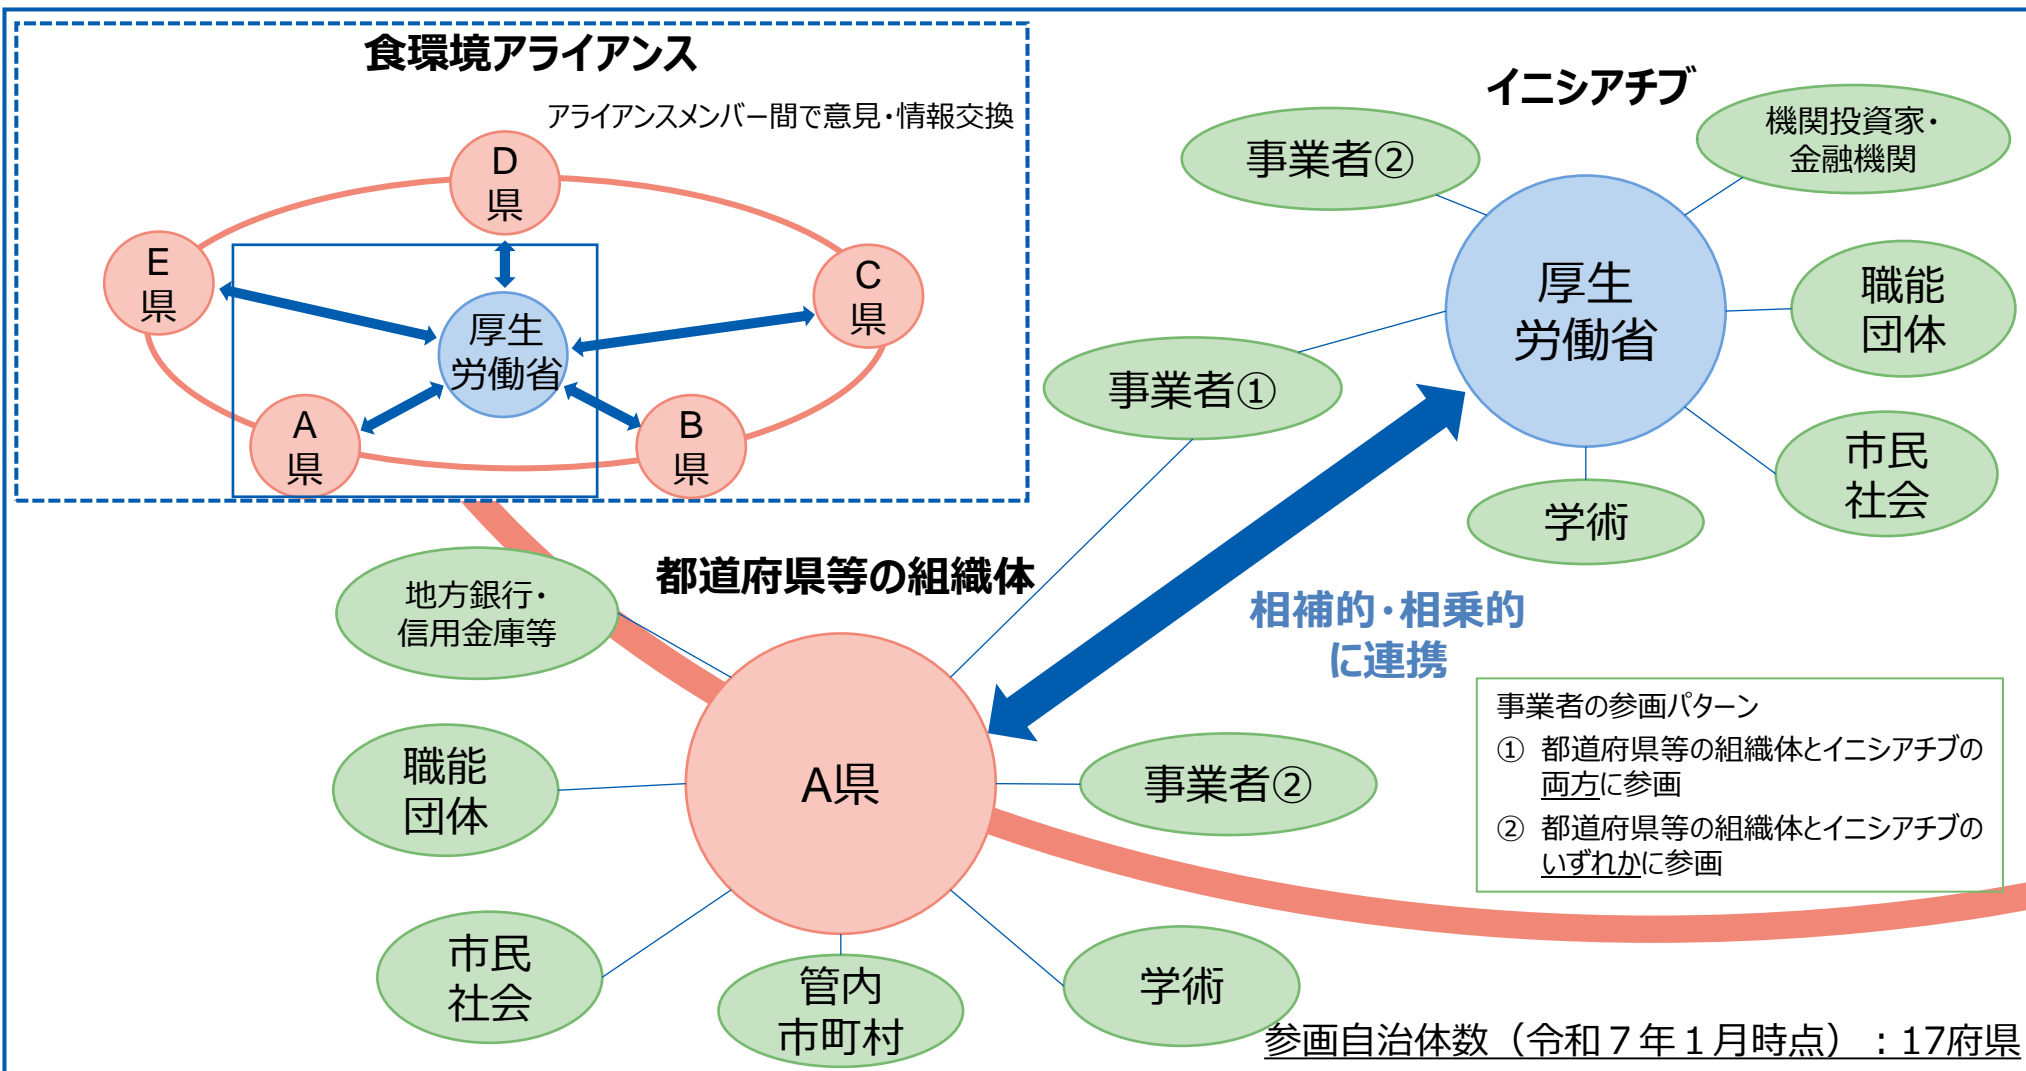 食環境アライアンス
アライアンスメンバー間で意見・情報交換
D
県
E
県
C
県
厚生
労働省
A
県
B
県
イニシアチブ
事業者②
機関投資家・
金融機関
厚生
労働省
職能
団体
事業者①
市民
社会
学術
都道府県等の組織体
地方銀行・
信用金庫等
相補的・相乗的
に連携
A県
職能
団体
事業者②
市民
社会
管内
市町村
学術
事業者の参画パターン
① 都道府県等の組織体とイニシアチブの
両方に参画
② 都道府県等の組織体とイニシアチブの
いずれかに参画
参画自治体数（令和７年１月時点）：17府県